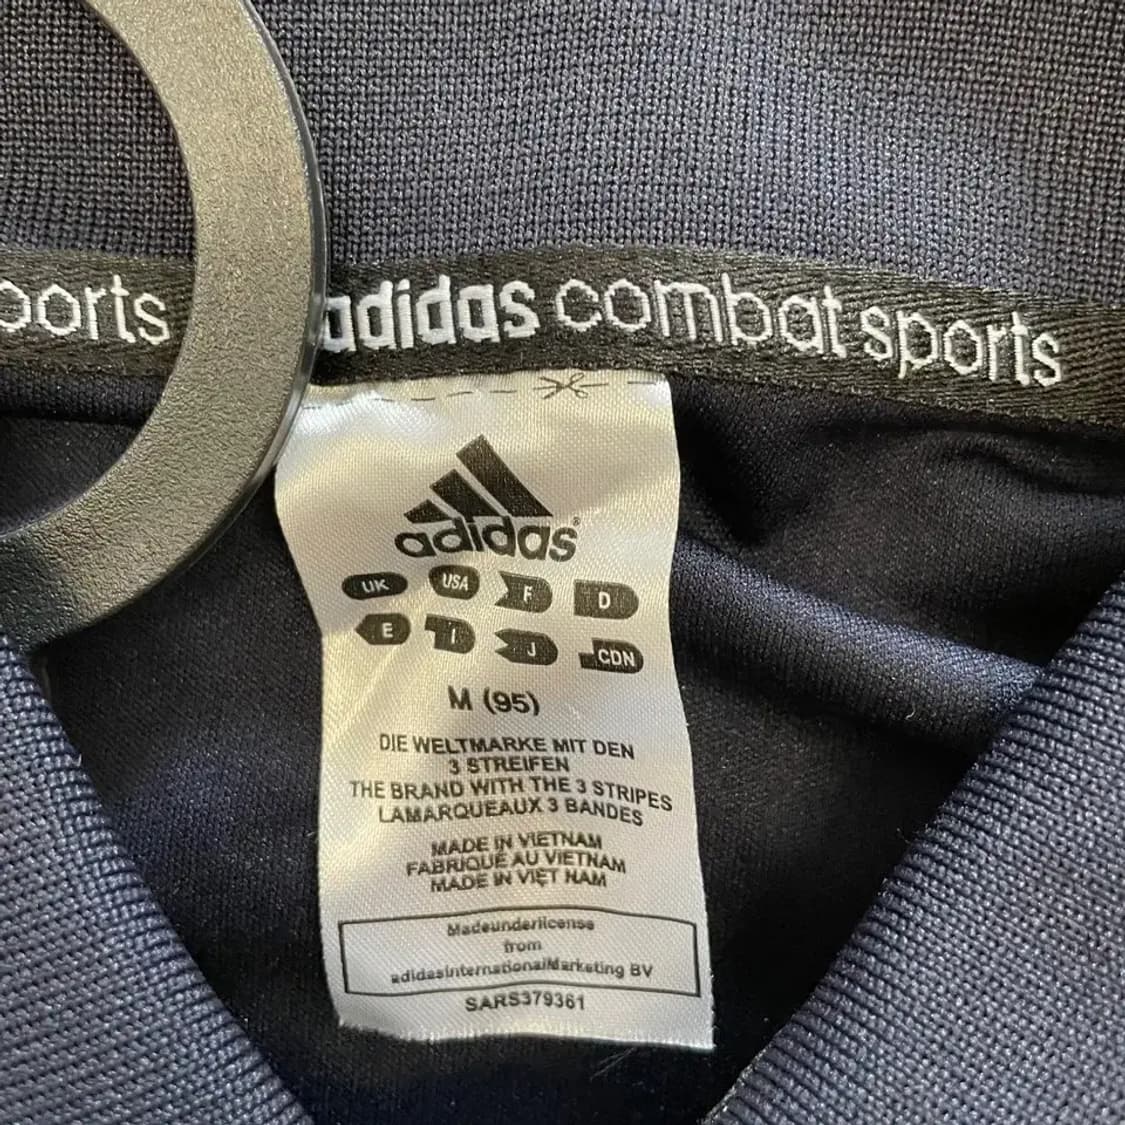 ports adidas combat sports
adidas®
UK USA F D
E I J CDN
M (95)
DIE WELTMARKE MIT DEN
3 STREIFEN
THE BRAND WITH THE 3 STRIPES
LAMARQUEAUX 3 BANDES
MADE IN VIETNAM
FABRIQUÉ AU VIETNAM
MADE IN VIỆT NAM
Madeunderlicense
from
adidasinternationalMarketing BV
SARS379361